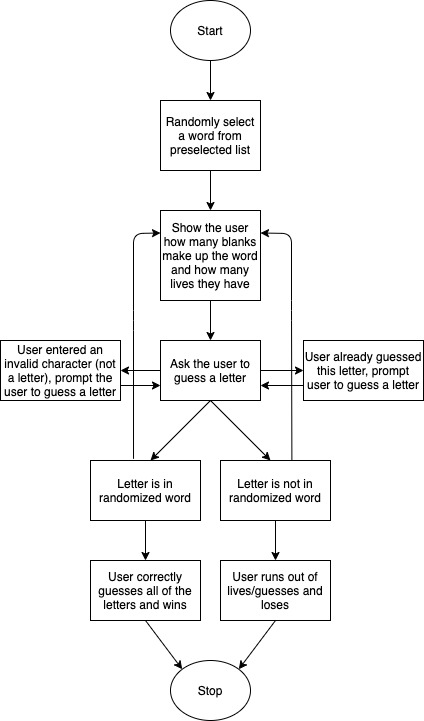 Start
Randomly select
a word from
preselected list
Show the user
how many blanks
make up the word
and how many
lives they have
User entered an
invalid character (not
a letter), prompt the
user to guess a letter
Ask the user to
guess a letter
User already guessed
this letter, prompt
user to guess a letter
Letter is in
randomized word
Letter is not in
randomized word
User correctly
guesses all of the
letters and wins
User runs out of
lives/guesses and
loses
Stop